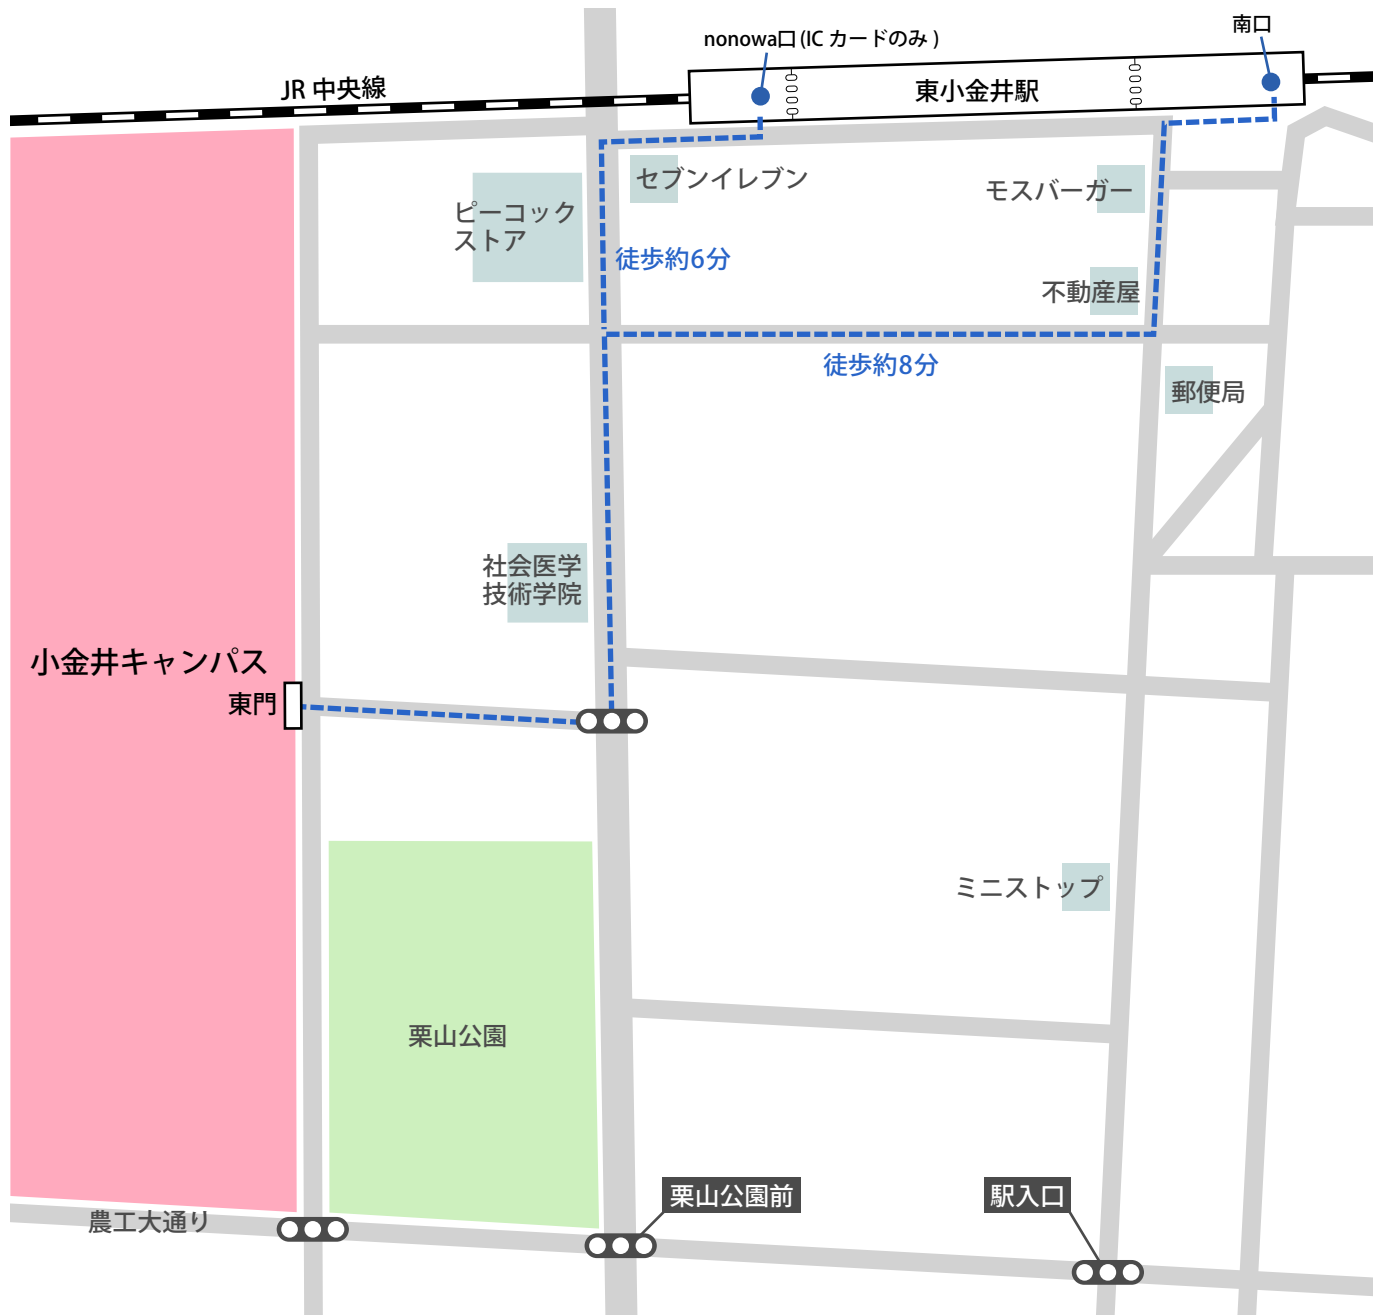 南口
nonowa口(IC カードのみ)
JR 中央線
東小金井駅
セブンイレブン
モスバーガー
ピーコック
ストア
徒歩約6分
不動産屋
徒歩約8分
郵便局
社会医学
技術学院
小金井キャンパス
東門
ミニストップ
栗山公園
栗山公園前
駅入口
農工大通り